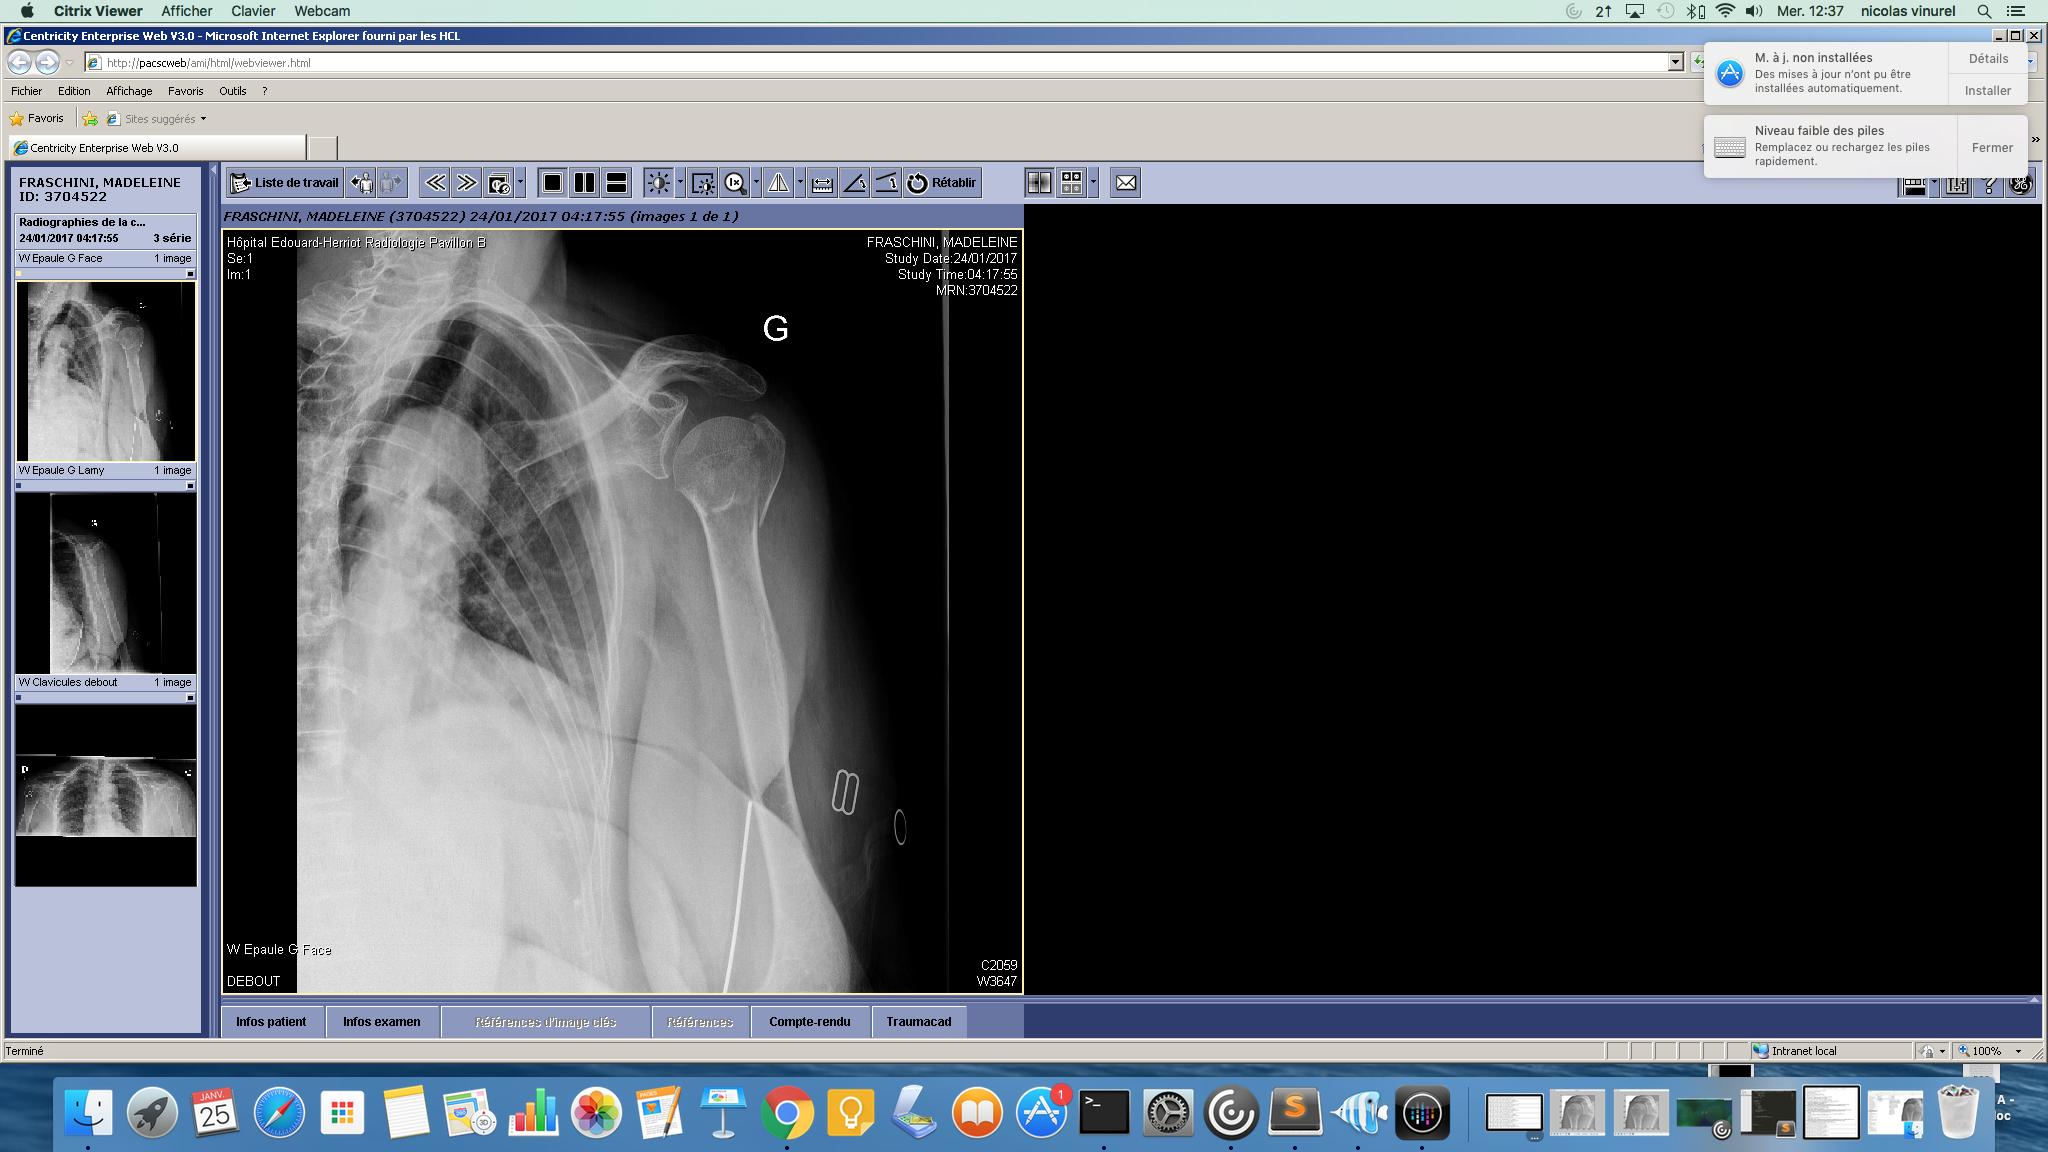 Citrix Viewer Afficher Clavier Webcam
2↑ Mer. 12:37 nicolas vinurel
Centricity Enterprise Web V3.0 - Microsoft Internet Explorer fourni par les HCL
http://pacscweb/ami/html/webviewer.html
Fichier Edition Affichage Favoris Outils ?
Favoris Sites suggérés
Centricity Enterprise Web V3.0
M. à j. non installées
Des mises à jour n'ont pu être
installées automatiquement.
Détails
Installer
Niveau faible des piles
Remplacez ou rechargez les piles
rapidement.
Fermer
FRASCHINI, MADELEINE
ID: 3704522
Radiographies de la c...
24/01/2017 04:17:55 3 série
W Epaule G Face 1 image
W Epaule G Lamy 1 image
W Clavicules debout 1 image
D
Liste de travail
1x
Rétablir
FRASCHINI, MADELEINE (3704522) 24/01/2017 04:17:55 (images 1 de 1)
Hôpital Edouard-Herriot Radiologie Pavillon B
Se:1
Im:1
FRASCHINI, MADELEINE
Study Date:24/01/2017
Study Time:04:17:55
MRN:3704522
G
W Epaule G Face
DEBOUT
C2059
W3647
Infos patient Infos examen Références d'image clés Références Compte-rendu Traumacad
Terminé
Intranet local
100%
JANV.
25
PAGES
1
A -
oc